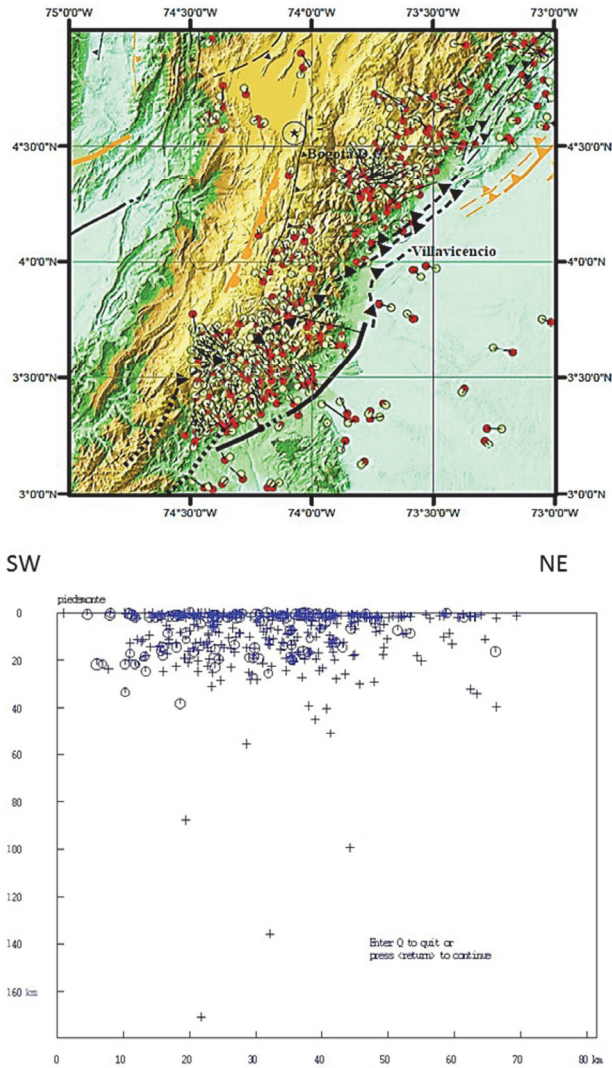 75°0'0"W 74°30'0"W 74°0'0"W 73°30'0"W 73°0'0"W
4°30'0"N 4°30'0"N
Bogotá D.C
4°0'0"N 4°0'0"N
Villavicencio
3°30'0"N 3°30'0"N
3°0'0"N 3°0'0"N
74°30'0"W 74°0'0"W 73°30'0"W 73°0'0"W
SW NE
piedemonte
0
20
40
60
80
100
120
140
Enter Q to quit or
press <return> to continue
160 km
0 10 20 30 40 50 60 70 80 km